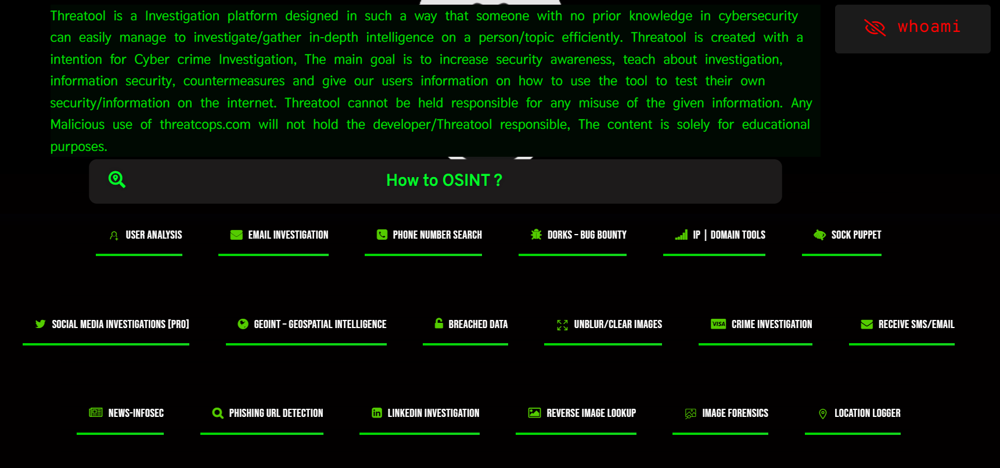 Threatool is a Investigation platform designed in such a way that someone with no prior knowledge in cybersecurity
can easily manage to investigate/gather in-depth intelligence on a person/topic efficiently. Threatool is created with a
intention for Cyber crime Investigation, The main goal is to increase security awareness, teach about investigation,
information security, countermeasures and give our users information on how to use the tool to test their own
security/information on the internet. Threatool cannot be held responsible for any misuse of the given information. Any
Malicious use of threatcops.com will not hold the developer/Threatool responsible, The content is solely for educational
purposes.
whoami
How to OSINT ?
USER ANALYSIS
EMAIL INVESTIGATION
PHONE NUMBER SEARCH
DORKS – BUG BOUNTY
IP | DOMAIN TOOLS
SOCK PUPPET
SOCIAL MEDIA INVESTIGATIONS [PRO]
GEOINT – GEOSPATIAL INTELLIGENCE
BREACHED DATA
UNBLUR/CLEAR IMAGES
VISA
CRIME INVESTIGATION
RECEIVE SMS/EMAIL
NEWS-INFOSEC
PHISHING URL DETECTION
LINKEDIN INVESTIGATION
REVERSE IMAGE LOOKUP
IMAGE FORENSICS
LOCATION LOGGER